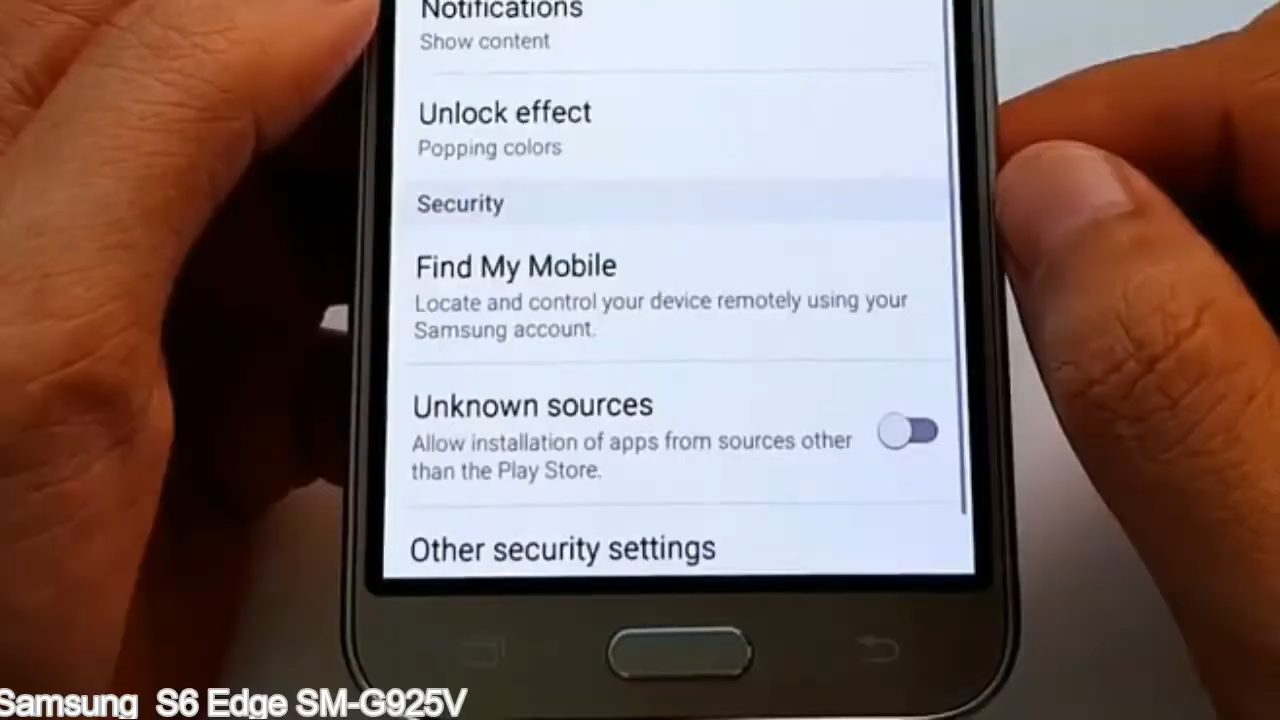 Notifications
Show content
Unlock effect
Popping colors
Security
Find My Mobile
Locate and control your device remotely using your
Samsung account.
Unknown sources
Allow installation of apps from sources other
than the Play Store.
Other security settings
Samsung S6 Edge SM-G925V